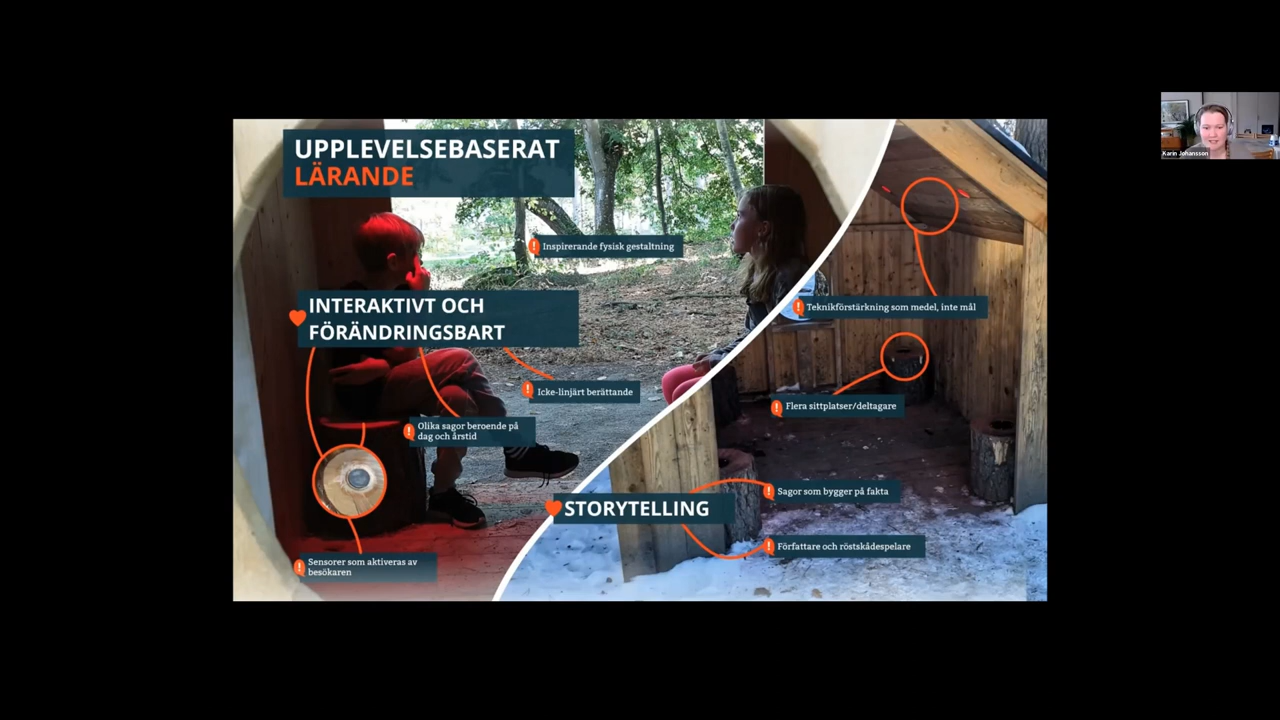 UPPLEVELSEBASERAT
LÄRANDE
Inspirerande fysisk gestaltning
INTERAKTIVT OCH
FÖRÄNDRINGSBART
Icke-linjärt berättande
Olika sagor beroende på
dag och årstid
Sensorer som aktiveras av
besökaren
Teknikförstärkning som medel, inte mål
Flera sittplatser/deltagare
STORYTELLING
Sagor som bygger på fakta
Författare och röstskådespelare
Karin Johansson